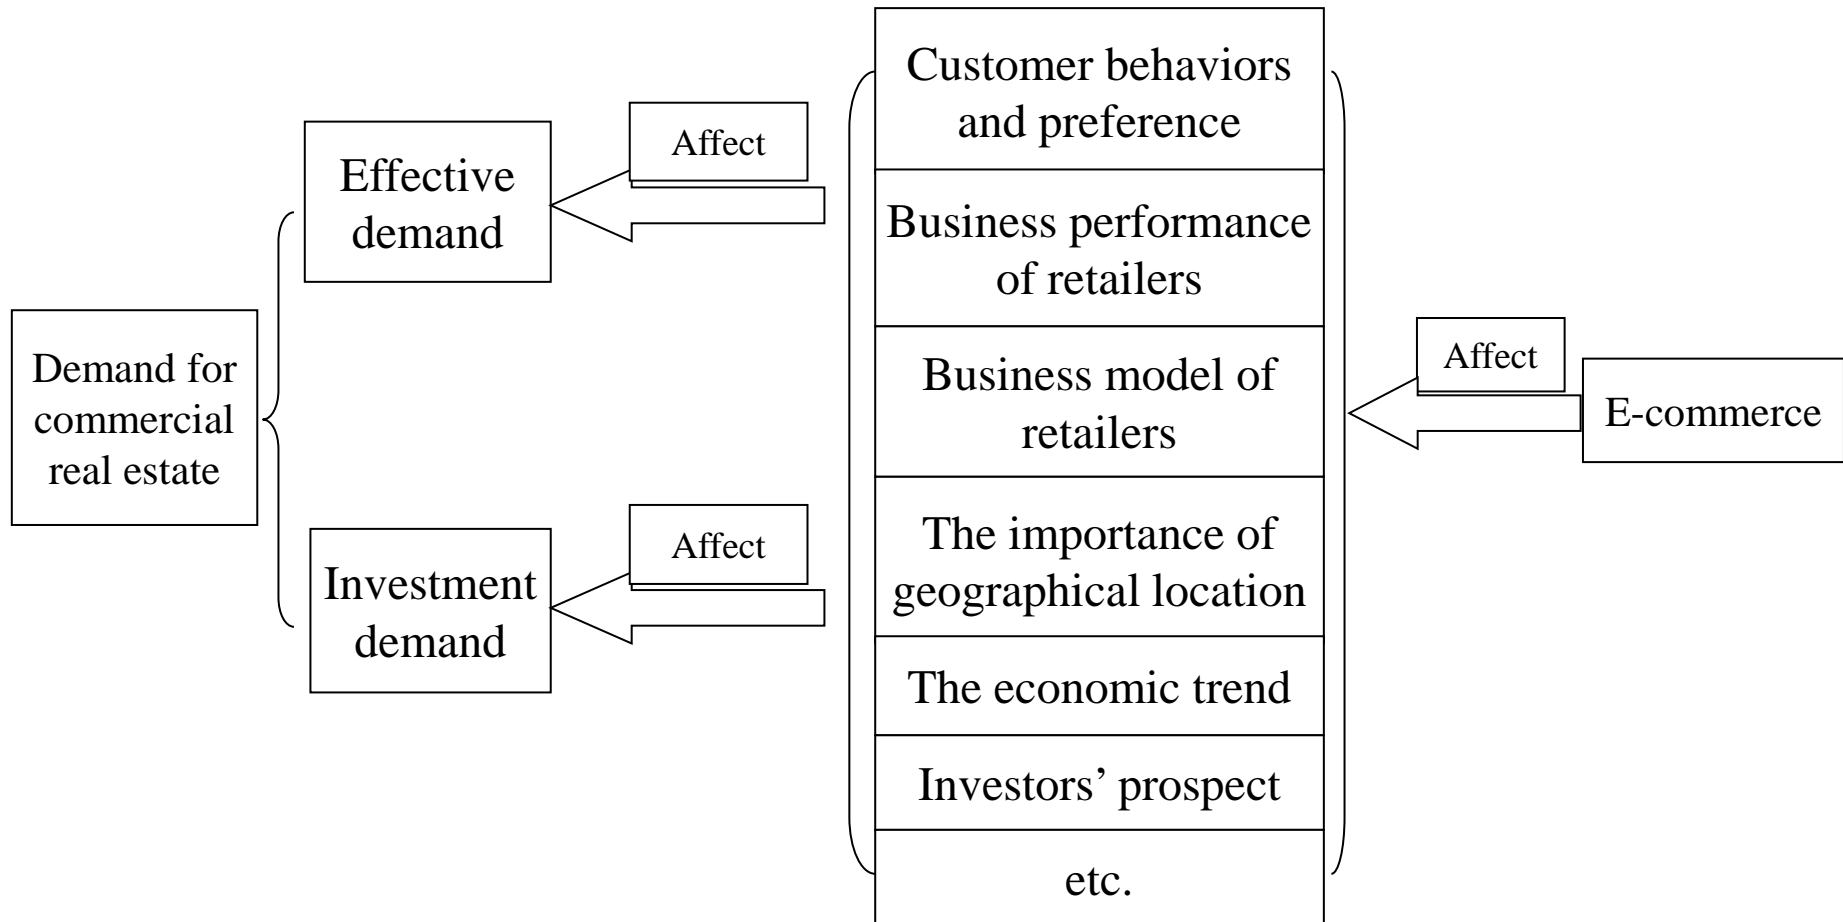 Demand for
commercial
real estate
Effective
demand
Investment
demand
Affect
Affect
Customer behaviors
and preference
Business performance
of retailers
Business model of
retailers
The importance of
geographical location
The economic trend
Investors’ prospect
etc.
Affect
E-commerce